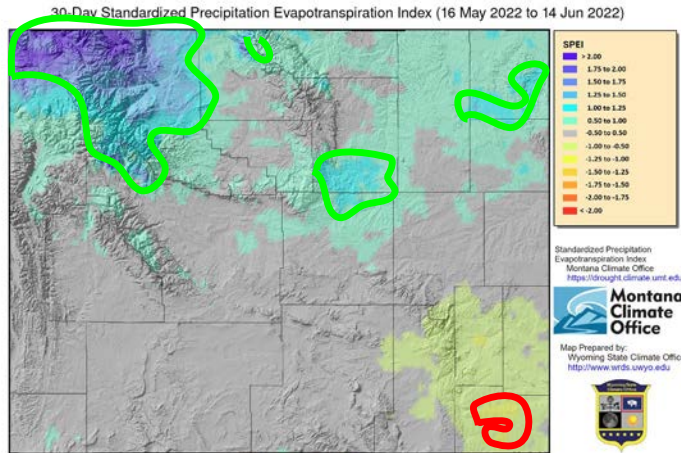 30-Day Standardized Precipitation Evapotranspiration Index (16 May 2022 to 14 Jun 2022)
SPEI
> 2.00
1.75 to 2.00
1.50 to 1.75
1.25 to 1.50
1.00 to 1.25
0.50 to 1.00
-0.50 to 0.50
-1.00 to -0.50
-1.25 to -1.00
-1.50 to -1.25
-1.75 to -1.50
-2.00 to -1.75
< -2.00
Standardized Precipitation
Evapotranspiration Index
Montana Climate Office
https://drought.climate.umt.edu
Montana
Climate
Office
Map Prepared by:
Wyoming State Climate Offic
http://www.wrds.uwyo.edu